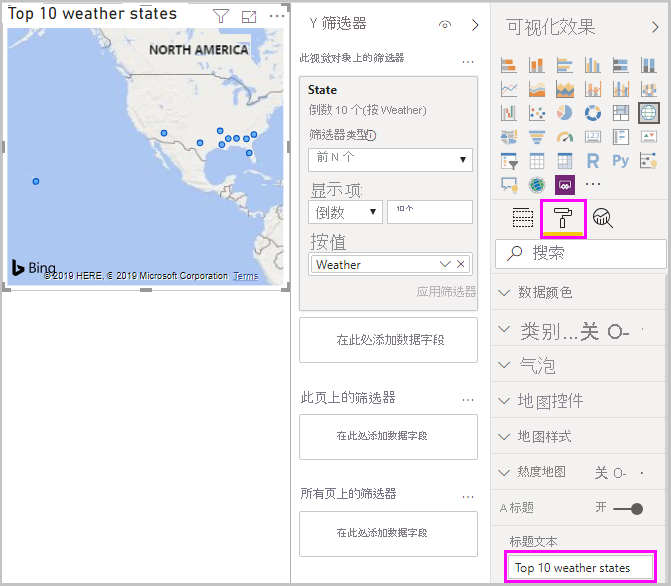 Top 10 weather states
NORTH AMERICA
Bing
© 2019 HERE, © 2019 Microsoft Corporation Terms
Y 筛选器
此视觉对象上的筛选器
State
倒数 10 个(按 Weather)
筛选器类型
前 N 个
显示项:
倒数
10个
按值
Weather
应用筛选器
在此处添加数据字段
此页上的筛选器
在此处添加数据字段
所有页上的筛选器
在此处添加数据字段
可视化效果
123
R
Py
搜索
数据颜色
类别... 关
气泡
地图控件
地图样式
热度地图 关
A 标题 开
标题文本
Top 10 weather states